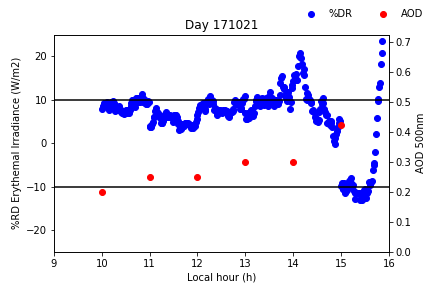 %DR AOD
Day 171021
%RD Erythemal Irradiance (W/m2)
20
10
0
−10
−20
0.7
0.6
0.5
0.4
0.3
0.2
0.1
0.0
AOD 500nm
9 10 11 12 13 14 15 16
Local hour (h)